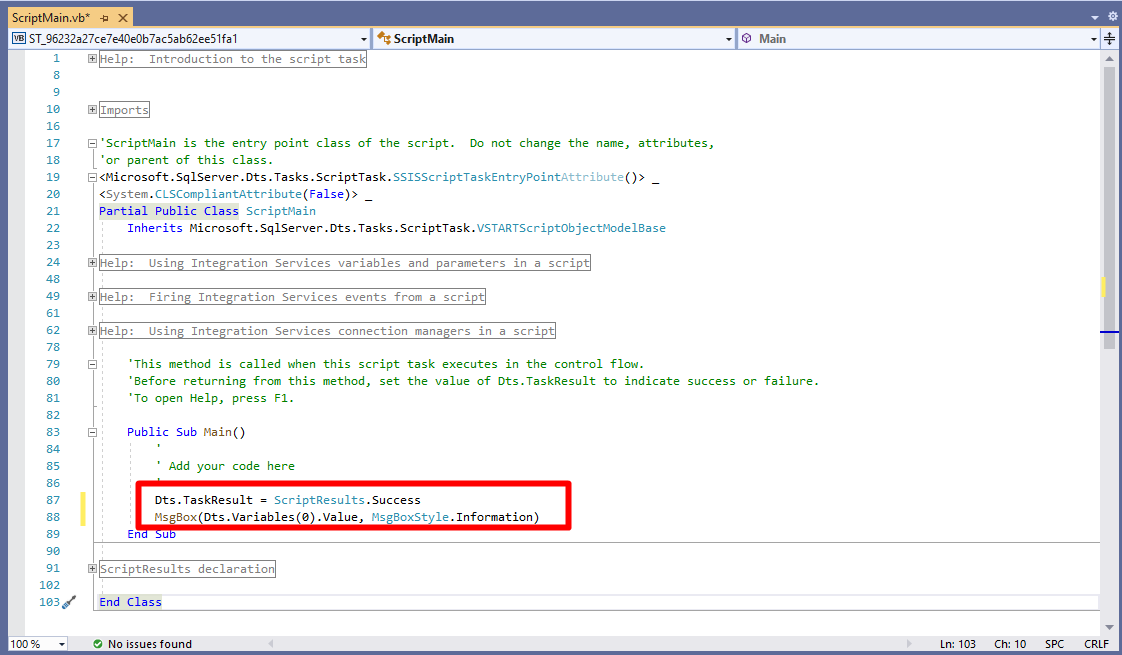 ScriptMain.vb*
VB ST_96232a27ce7e40e0b7ac5ab62ee51fa1 ScriptMain Main
1 Help:  Introduction to the script task
8
9
10 Imports
16
17 'ScriptMain is the entry point class of the script.  Do not change the name, attributes,
18 'or parent of this class.
19 <Microsoft.SqlServer.Dts.Tasks.ScriptTask.SSISScriptTaskEntryPointAttribute()> _
20 <System.CLSCompliantAttribute(False)> _
21 Partial Public Class ScriptMain
22 Inherits Microsoft.SqlServer.Dts.Tasks.ScriptTask.VSTARTScriptObjectModelBase
23
24 Help:  Using Integration Services variables and parameters in a script
48
49 Help:  Firing Integration Services events from a script
61
62 Help:  Using Integration Services connection managers in a script
78
79 'This method is called when this script task executes in the control flow.
80 'Before returning from this method, set the value of Dts.TaskResult to indicate success or failure.
81 'To open Help, press F1.
82
83 Public Sub Main()
84 '
85 ' Add your code here
86 '
87 Dts.TaskResult = ScriptResults.Success
88 MsgBox(Dts.Variables(0).Value, MsgBoxStyle.Information)
89 End Sub
90
91 ScriptResults declaration
102
103 End Class
100 % No issues found Ln: 103 Ch: 10 SPC CRLF